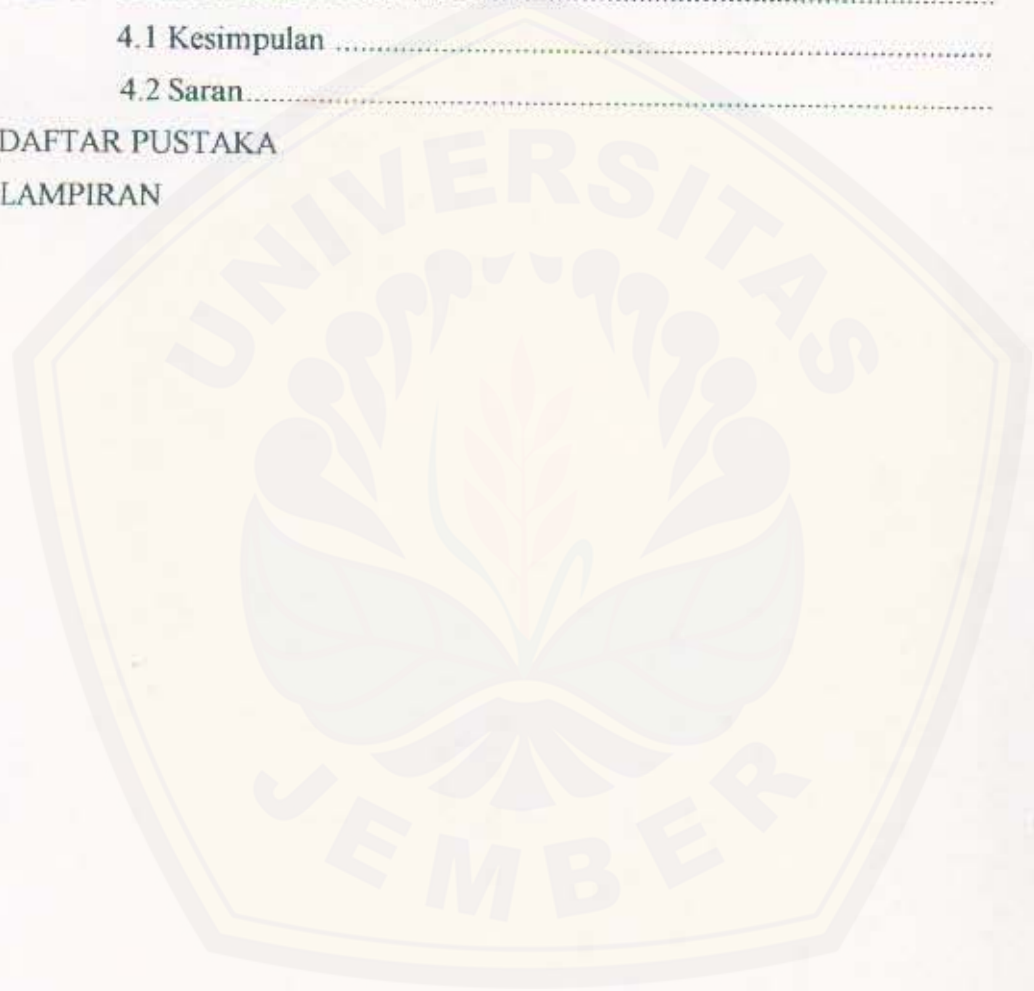 4.1 Kesimpulan ........................................................................
4.2 Saran........................................................................
DAFTAR PUSTAKA
LAMPIRAN
UNIVERSITAS
JEMBER